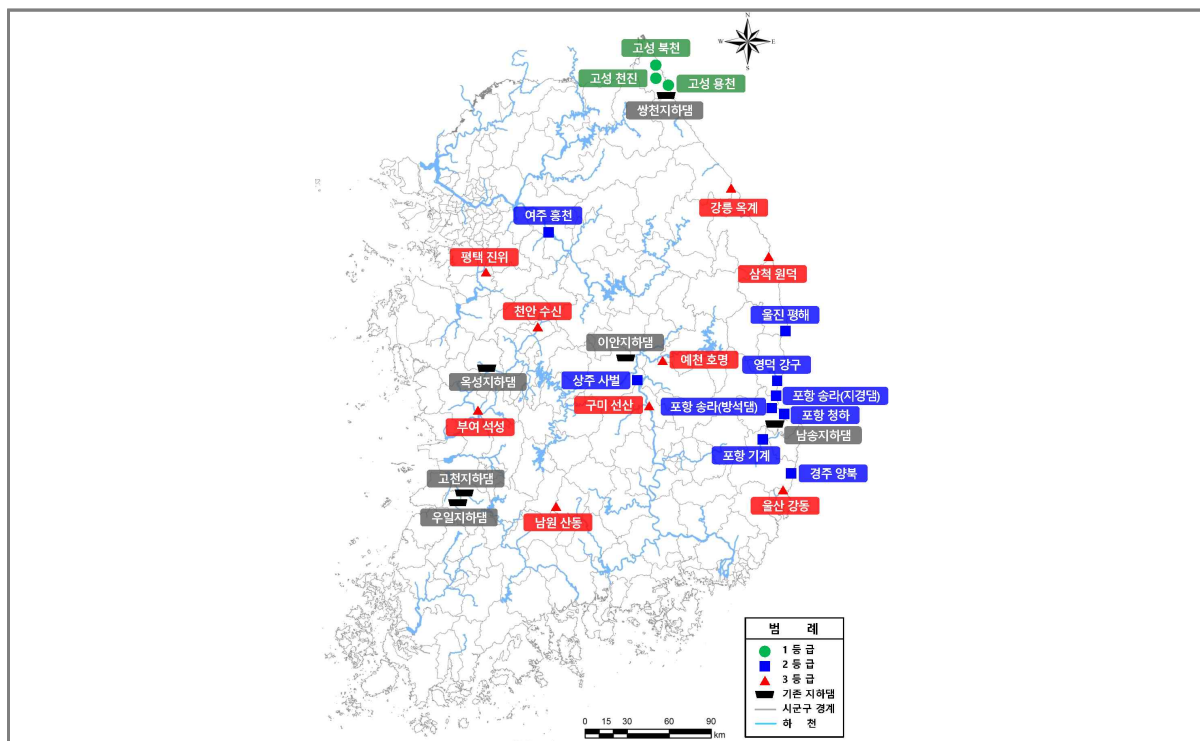 N
W
E
S
고성 북천
고성 천진
고성 용천
쌍천지하댐
강릉 옥계
여주 흥천
평택 진위
삼척 원덕
천안 수신
울진 평해
이안지하댐
예천 호명
영덕 강구
옥성지하댐
상주 사벌
포항 송라(지경댐)
구미 선산
포항 송라(방석댐)
포항 청하
부여 석성
남송지하댐
포항 기계
고천지하댐
경주 양북
우일지하댐
남원 산동
울산 강동
범 례
1 등 급
2 등 급
3 등 급
기존 지하댐
시군구 경계
하 천
0 15 30 60 90
km